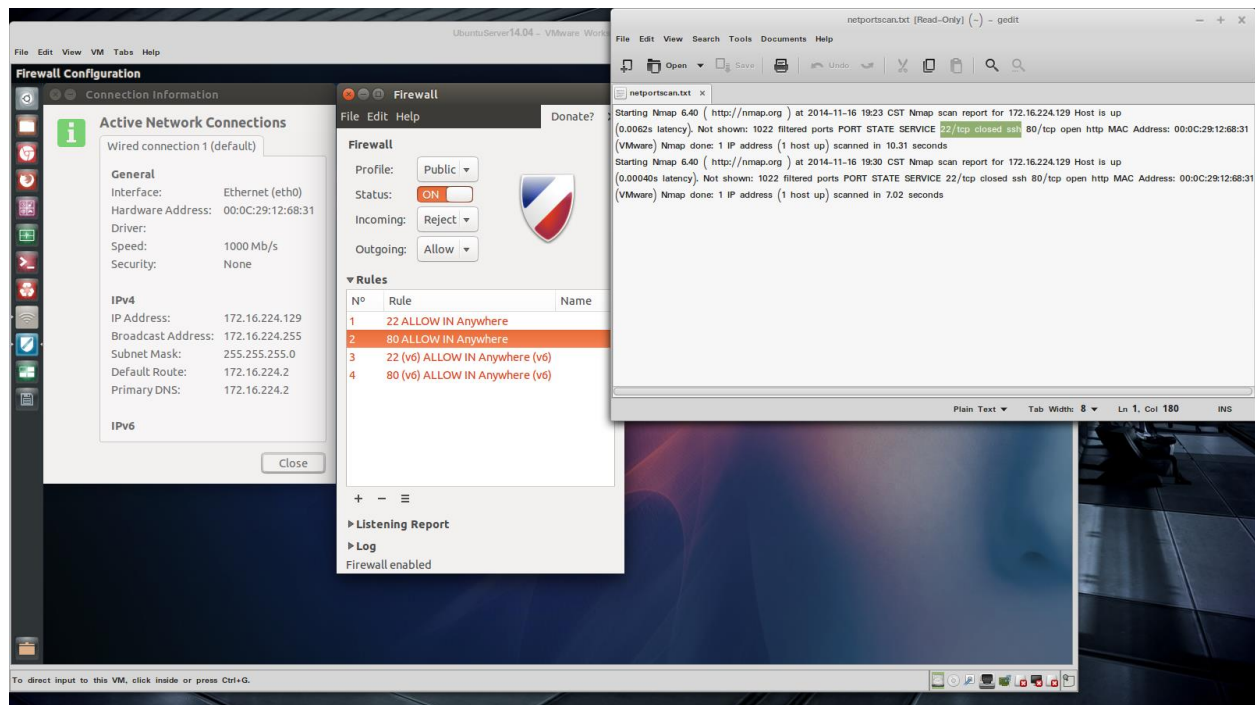 UbuntuServer14.04 - VMware Works
File Edit View VM Tabs Help
Firewall Configuration
Connection Information
Active Network Connections
Wired connection 1 (default)
General
Interface: Ethernet (eth0)
Hardware Address: 00:0C:29:12:68:31
Driver:
Speed: 1000 Mb/s
Security: None
IPv4
IP Address: 172.16.224.129
Broadcast Address: 172.16.224.255
Subnet Mask: 255.255.255.0
Default Route: 172.16.224.2
Primary DNS: 172.16.224.2
IPv6
Close
Firewall
File Edit Help
Donate?
Firewall
Profile: Public
Status: ON
Incoming: Reject
Outgoing: Allow
Rules
Nº Rule Name
1 22 ALLOW IN Anywhere
2 80 ALLOW IN Anywhere
3 22 (v6) ALLOW IN Anywhere (v6)
4 80 (v6) ALLOW IN Anywhere (v6)
+ −
Listening Report
Log
Firewall enabled
netportscan.txt [Read-Only] (~) - gedit
File Edit View Search Tools Documents Help
Open Save Undo
netportscan.txt x
Starting Nmap 6.40 ( http://nmap.org ) at 2014-11-16 19:23 CST Nmap scan report for 172.16.224.129 Host is up
(0.0062s latency). Not shown: 1022 filtered ports PORT STATE SERVICE 22/tcp closed ssh 80/tcp open http MAC Address: 00:0C:29:12:68:31
(VMware) Nmap done: 1 IP address (1 host up) scanned in 10.31 seconds
Starting Nmap 6.40 ( http://nmap.org ) at 2014-11-16 19:30 CST Nmap scan report for 172.16.224.129 Host is up
(0.00040s latency). Not shown: 1022 filtered ports PORT STATE SERVICE 22/tcp closed ssh 80/tcp open http MAC Address: 00:0C:29:12:68:31
(VMware) Nmap done: 1 IP address (1 host up) scanned in 7.02 seconds
Plain Text Tab Width: 8 Ln 1, Col 180 INS
To direct input to this VM, click inside or press Ctrl+G.